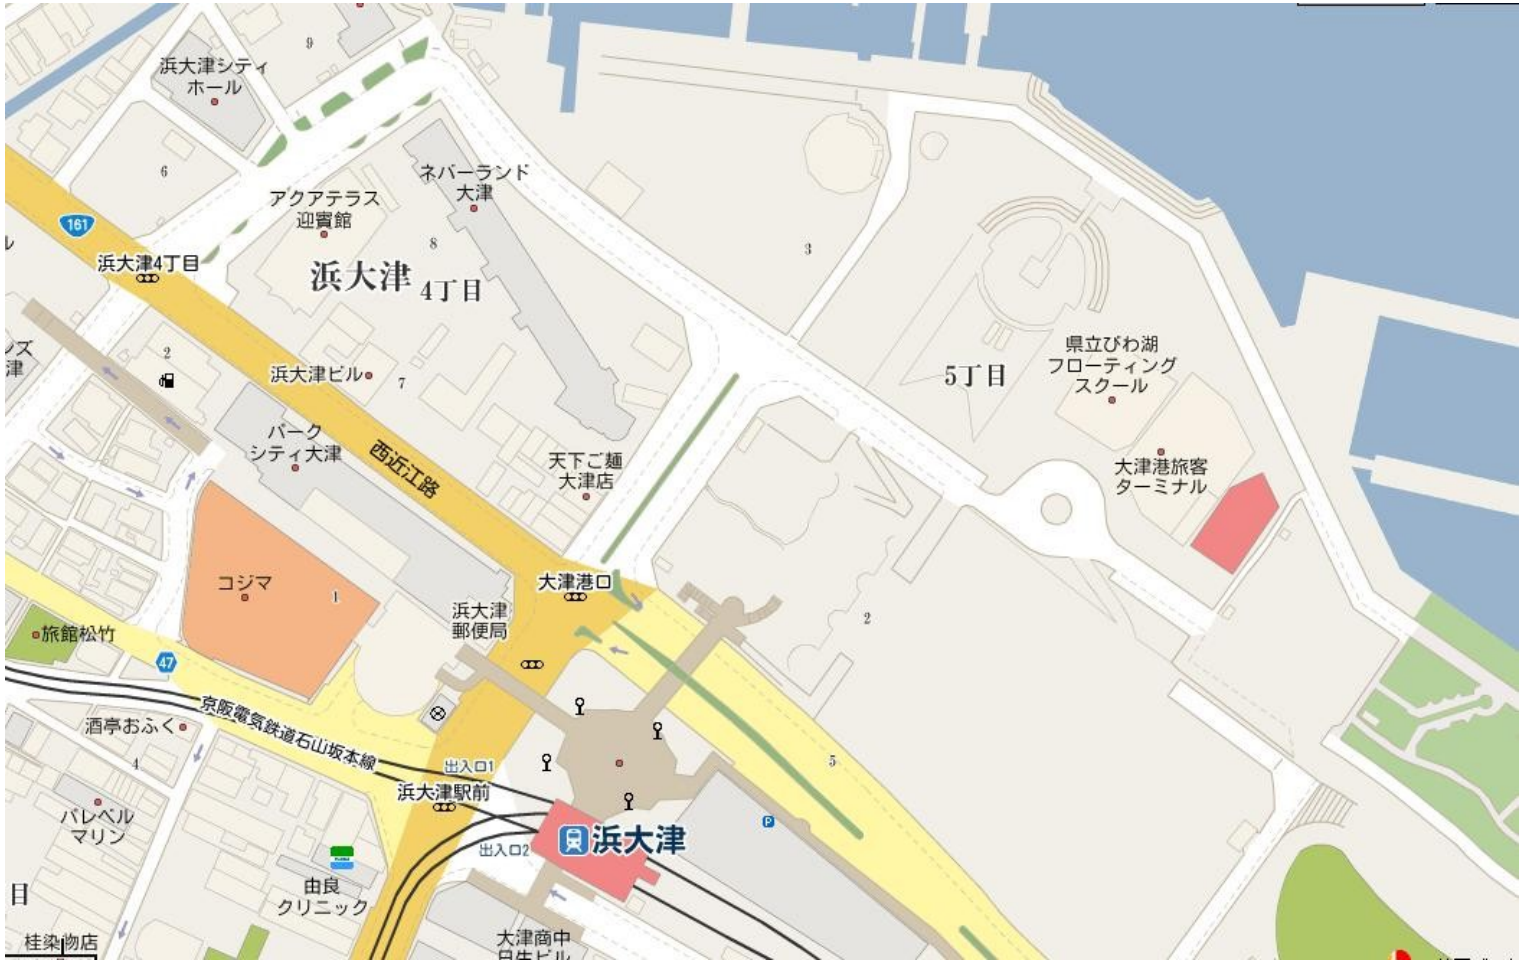 9
浜大津シティ
ホール
6
アクアテラス
迎賓館
ネバーランド
大津
161
8
3
浜大津4丁目
浜大津 4丁目
2
浜大津ビル
7
県立びわ湖
フローティング
スクール
5丁目
パーク
シティ大津
西近江路
天下ご麺
大津店
大津港旅客
ターミナル
コジマ
1
大津港口
浜大津
郵便局
2
旅館松竹
47
京阪電気鉄道石山坂本線
酒亭おふく
4
出入口1
5
浜大津駅前
バレベル
マリン
P
浜大津
出入口2
由良
クリニック
目
桂染物店
大津商中
日生ビル